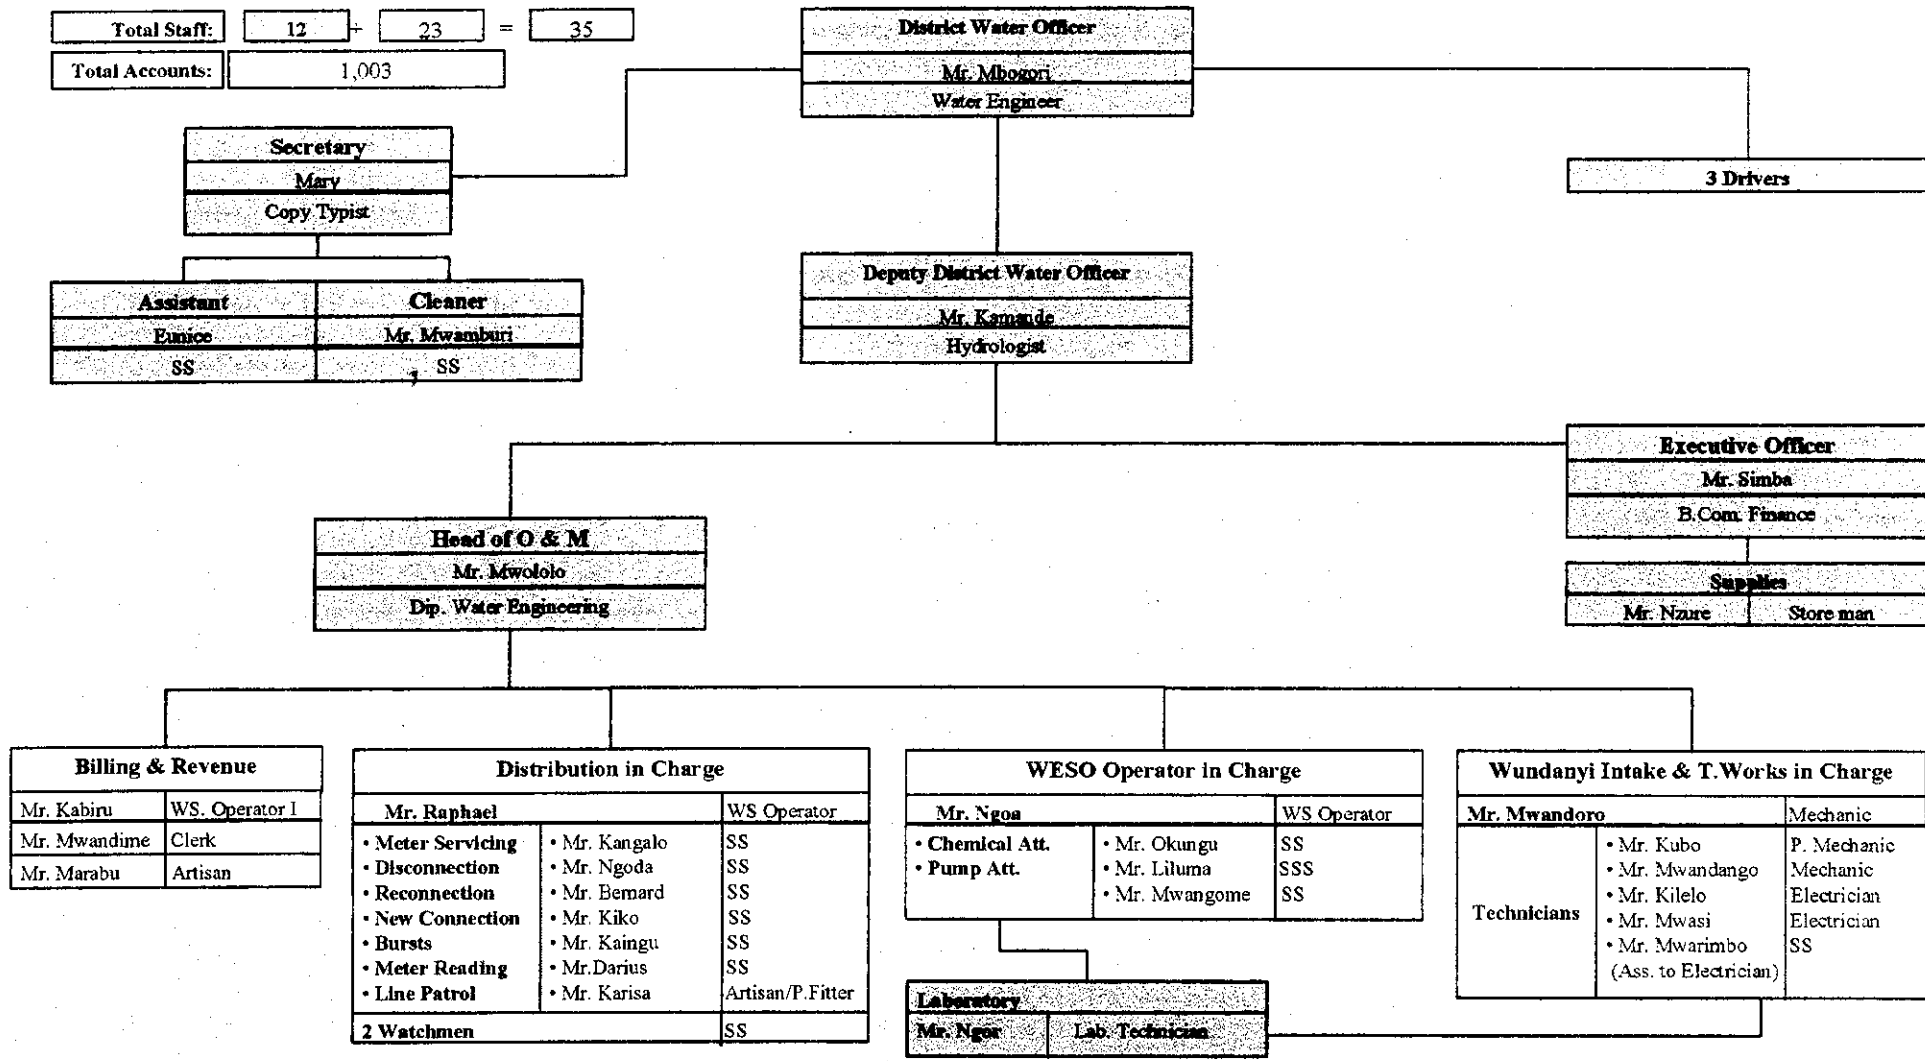 Total Staff: 12 + 23 = 35
Total Accounts: 1,003
District Water Officer
Mr. Mbogori
Water Engineer
Secretary
Mary
Copy Typist
3 Drivers
Assistant Cleaner
Eunice Mr. Mwamburi
SS SS
Deputy District Water Officer
Mr. Kamande
Hydrologist
Executive Officer
Mr. Simba
B.Com. Finance
Supplies
Mr. Nzure Store man
Head of O & M
Mr. Mwololo
Dip. Water Engineering
Billing & Revenue
Mr. Kabiru WS. Operator I
Mr. Mwandime Clerk
Mr. Marabu Artisan
Distribution in Charge
Mr. Raphael WS Operator
• Meter Servicing • Mr. Kangalo SS
• Disconnection • Mr. Ngoda SS
• Reconnection • Mr. Bernard SS
• New Connection • Mr. Kiko SS
• Bursts • Mr. Kaingu SS
• Meter Reading • Mr.Darius SS
• Line Patrol • Mr. Karisa Artisan/P.Fitter
2 Watchmen SS
WESO Operator in Charge
Mr. Ngoa WS Operator
• Chemical Att. • Mr. Okungu SS
• Pump Att. • Mr. Liluma SSS
• Mr. Mwangome SS
Laboratory
Mr. Ngor Lab. Technician
Wundanyi Intake & T.Works in Charge
Mr. Mwandoro Mechanic
Technicians
• Mr. Kubo P. Mechanic
• Mr. Mwandango Mechanic
• Mr. Kilelo Electrician
• Mr. Mwasi Electrician
• Mr. Mwarimbo SS
(Ass. to Electrician)